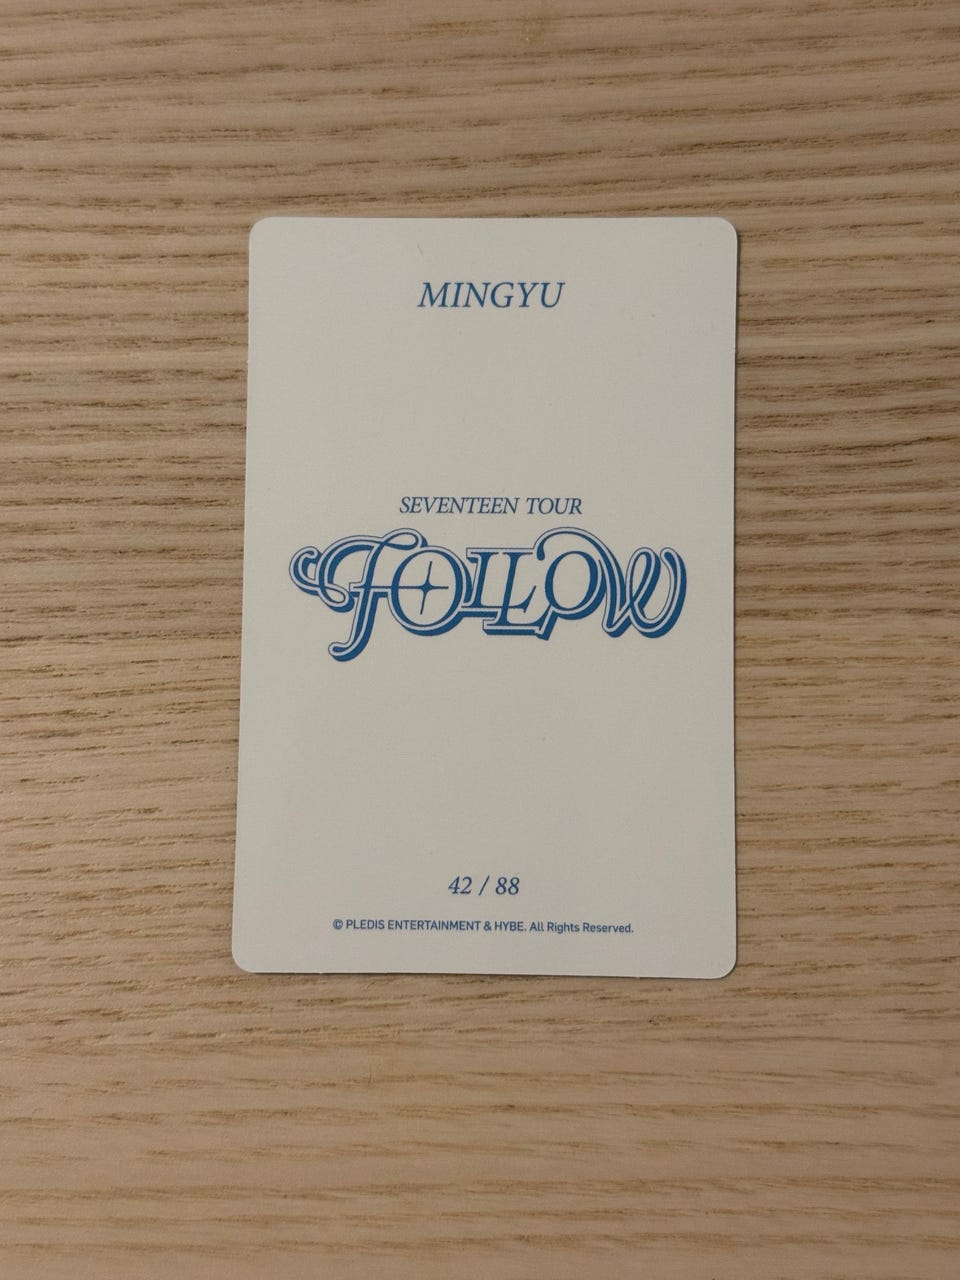 MINGYU
SEVENTEEN TOUR
FOLLOW
42 / 88
© PLEDIS ENTERTAINMENT & HYBE. All Rights Reserved.